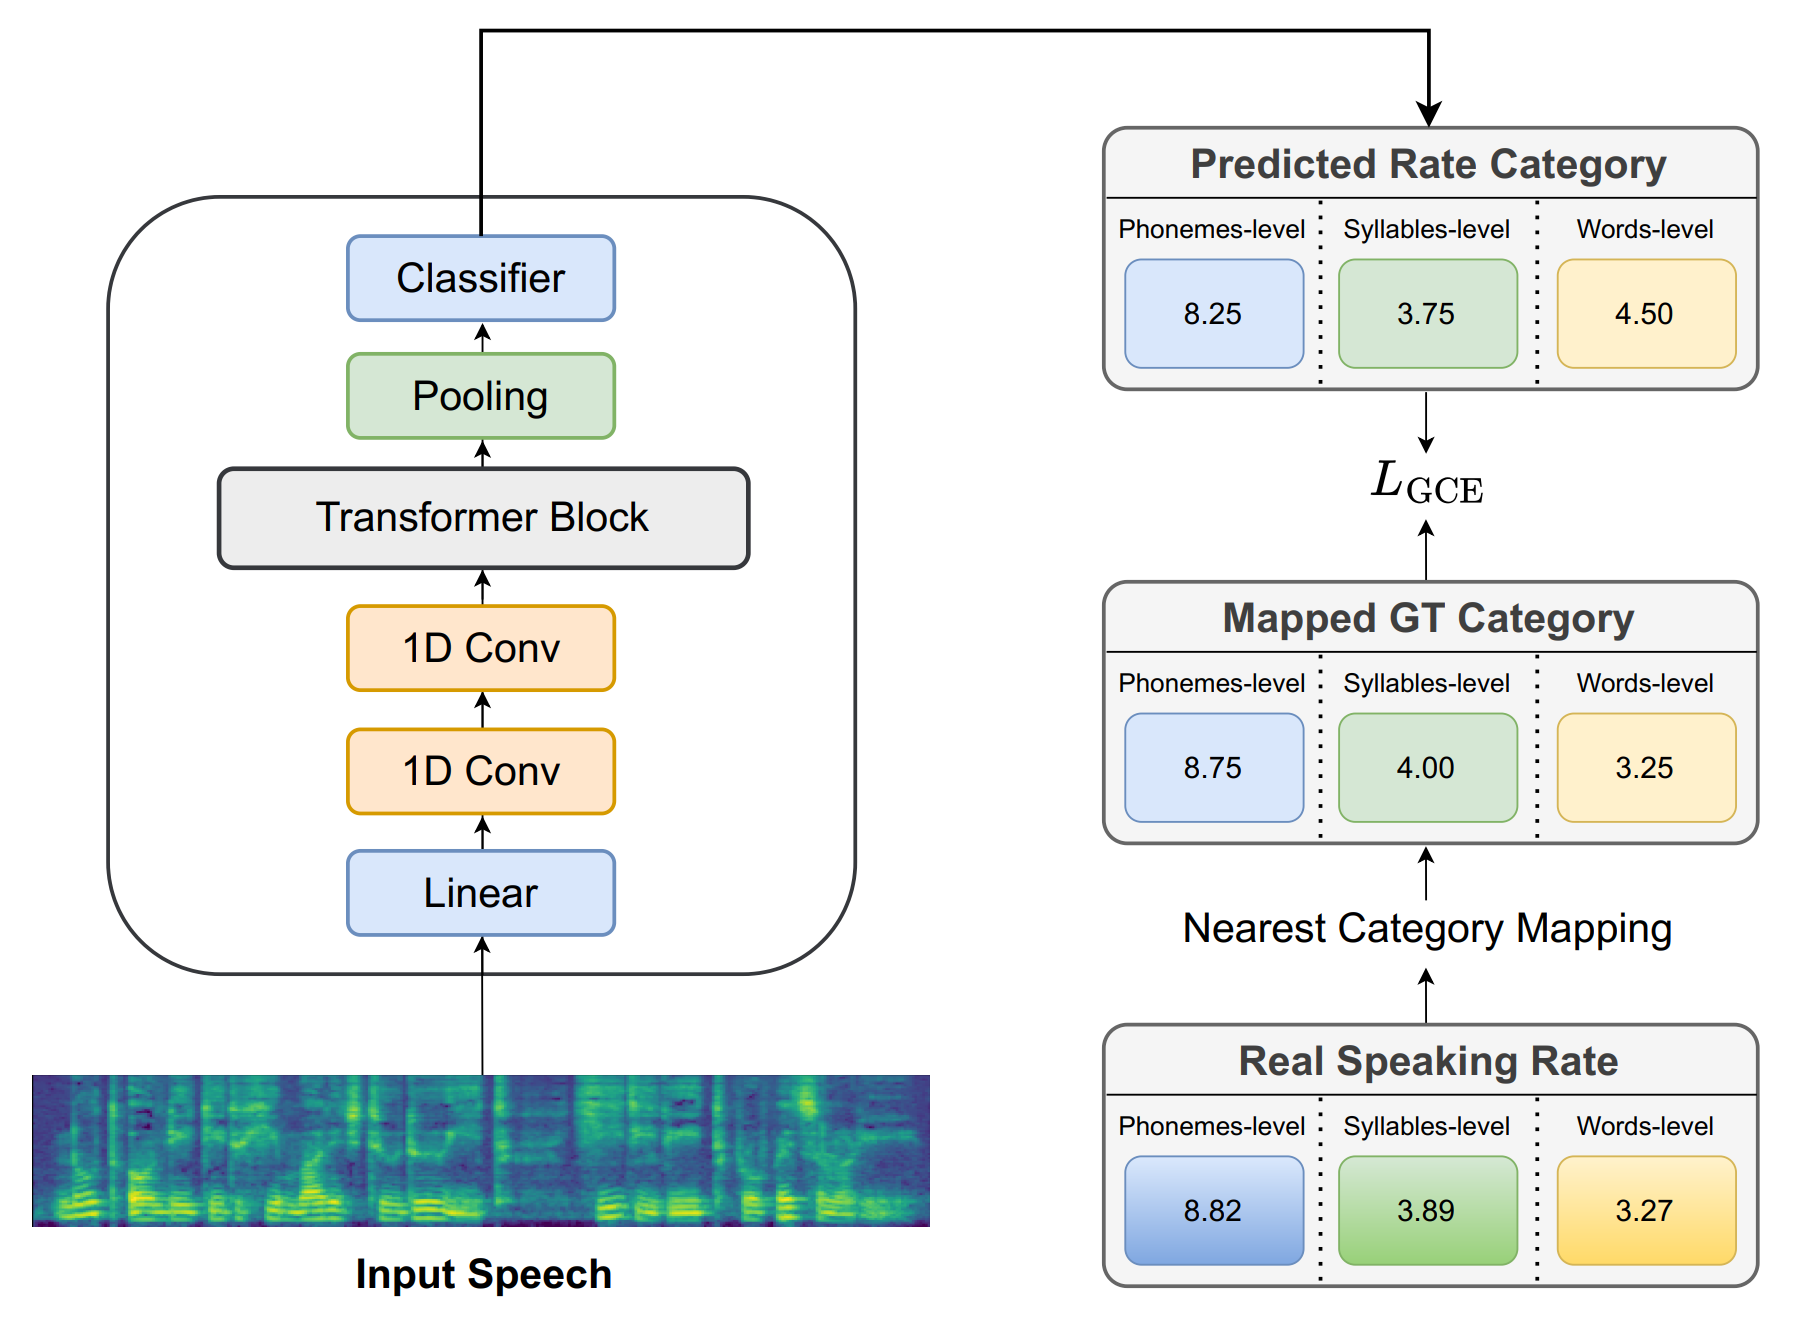 Classifier
Pooling
Transformer Block
1D Conv
1D Conv
Linear
Input Speech
Predicted Rate Category
Phonemes-level Syllables-level Words-level
8.25 3.75 4.50
L_GCE
Mapped GT Category
Phonemes-level Syllables-level Words-level
8.75 4.00 3.25
Nearest Category Mapping
Real Speaking Rate
Phonemes-level Syllables-level Words-level
8.82 3.89 3.27